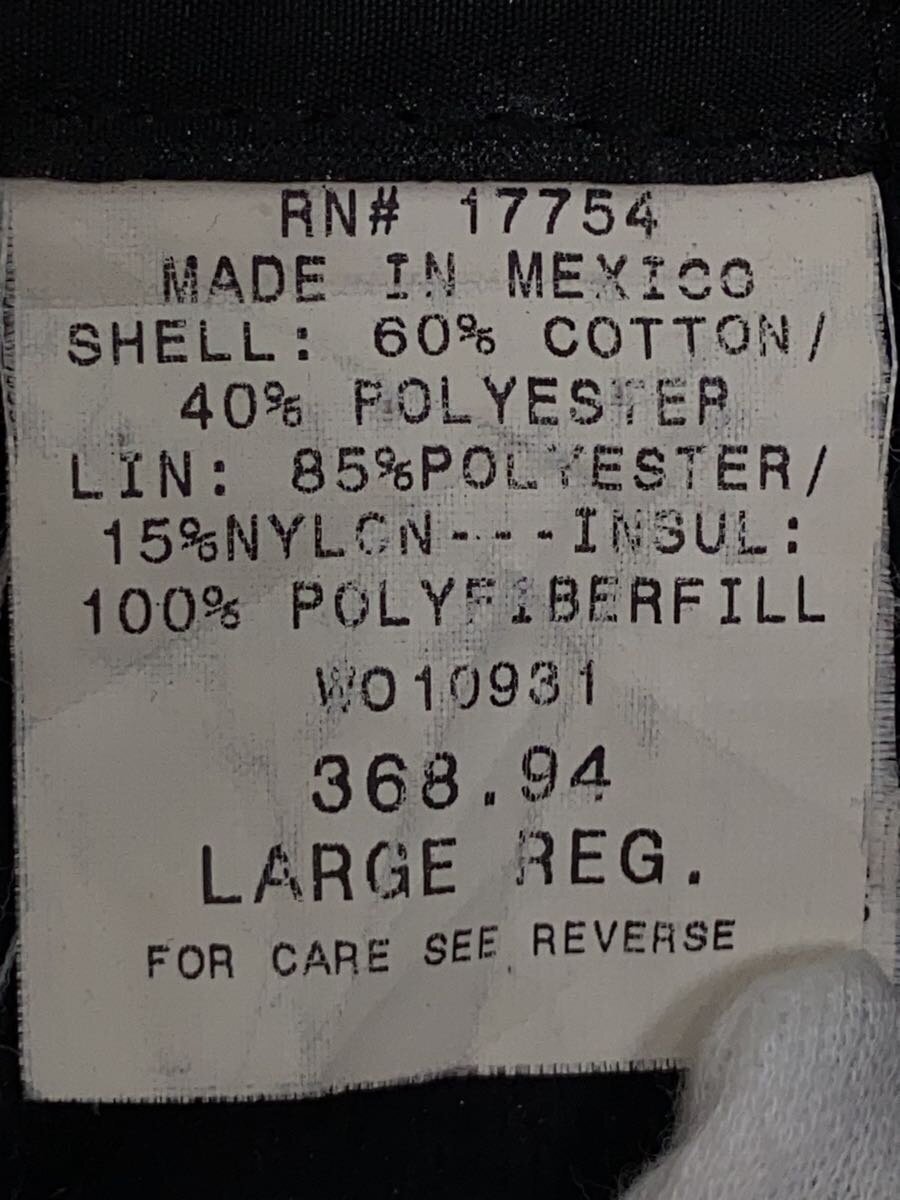 RN# 17754
MADE IN MEXICO
SHELL: 60% COTTON/
40% POLYESTER
LIN: 85%POLYESTER/
15%NYLON---INSUL:
100% POLYFIBERFILL
WO10931
368.94
LARGE REG.
FOR CARE SEE REVERSE